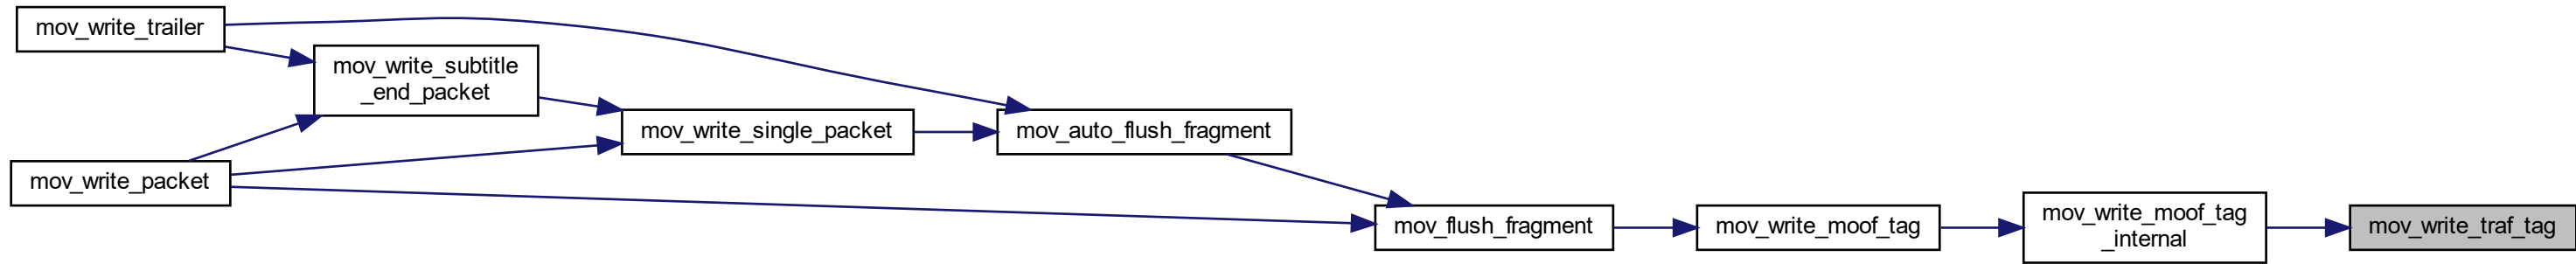 mov_write_trailer
mov_write_subtitle
_end_packet
mov_write_packet
mov_write_single_packet
mov_auto_flush_fragment
mov_flush_fragment
mov_write_moof_tag
mov_write_moof_tag
_internal
mov_write_traf_tag